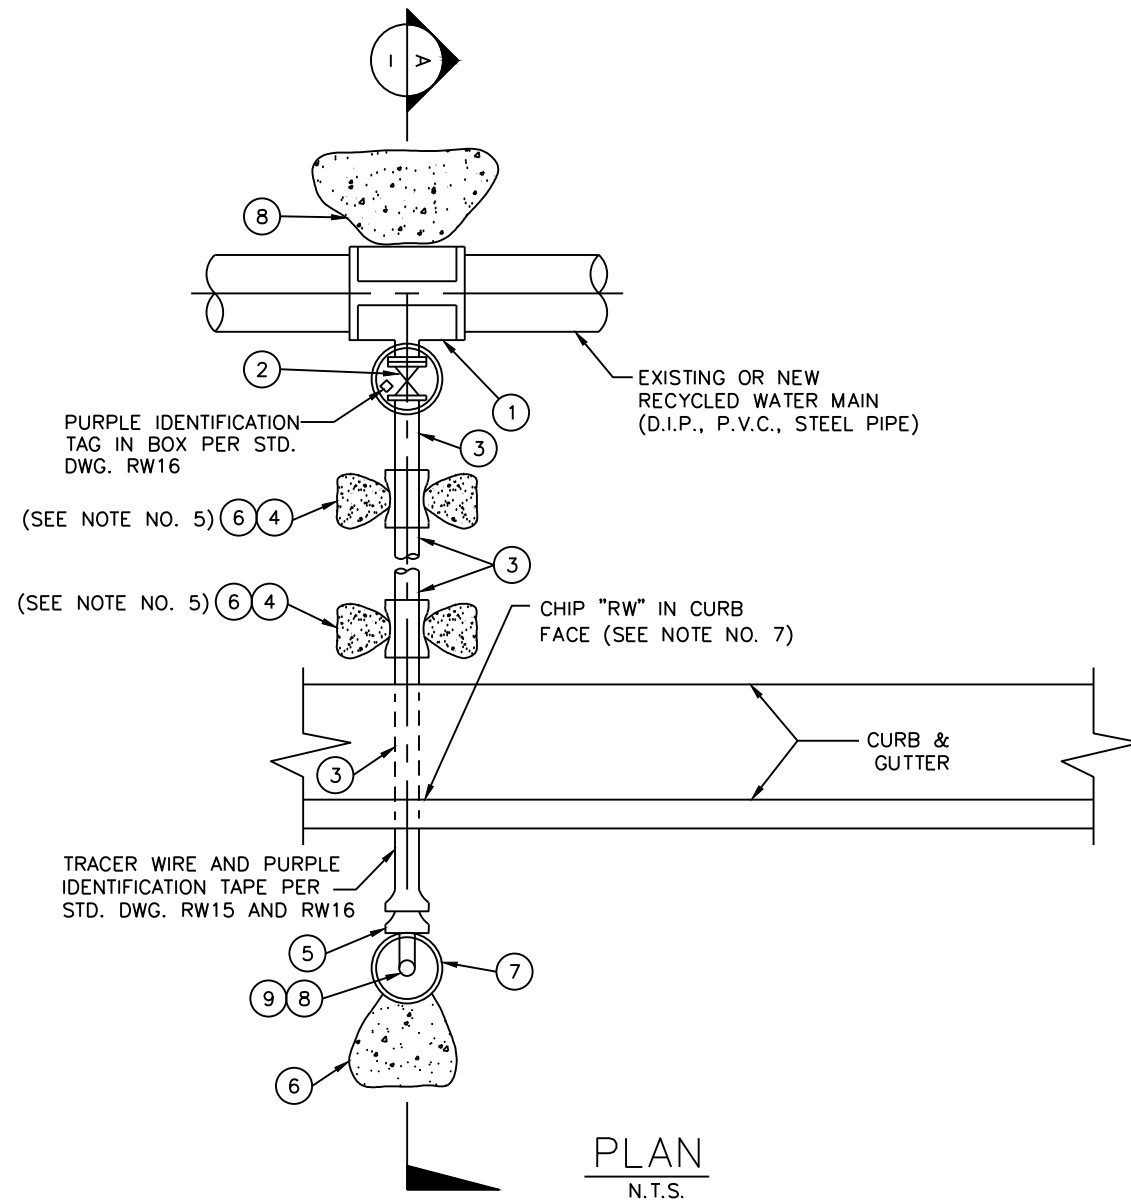 I A
8
2
1
EXISTING OR NEW
RECYCLED WATER MAIN
(D.I.P., P.V.C., STEEL PIPE)
PURPLE IDENTIFICATION
TAG IN BOX PER STD.
DWG. RW16
3
(SEE NOTE NO. 5) 6 4
3
(SEE NOTE NO. 5) 6 4
CHIP "RW" IN CURB
FACE (SEE NOTE NO. 7)
CURB &
GUTTER
3
TRACER WIRE AND PURPLE
IDENTIFICATION TAPE PER
STD. DWG. RW15 AND RW16
5
7
9 8
6
PLAN
N.T.S.